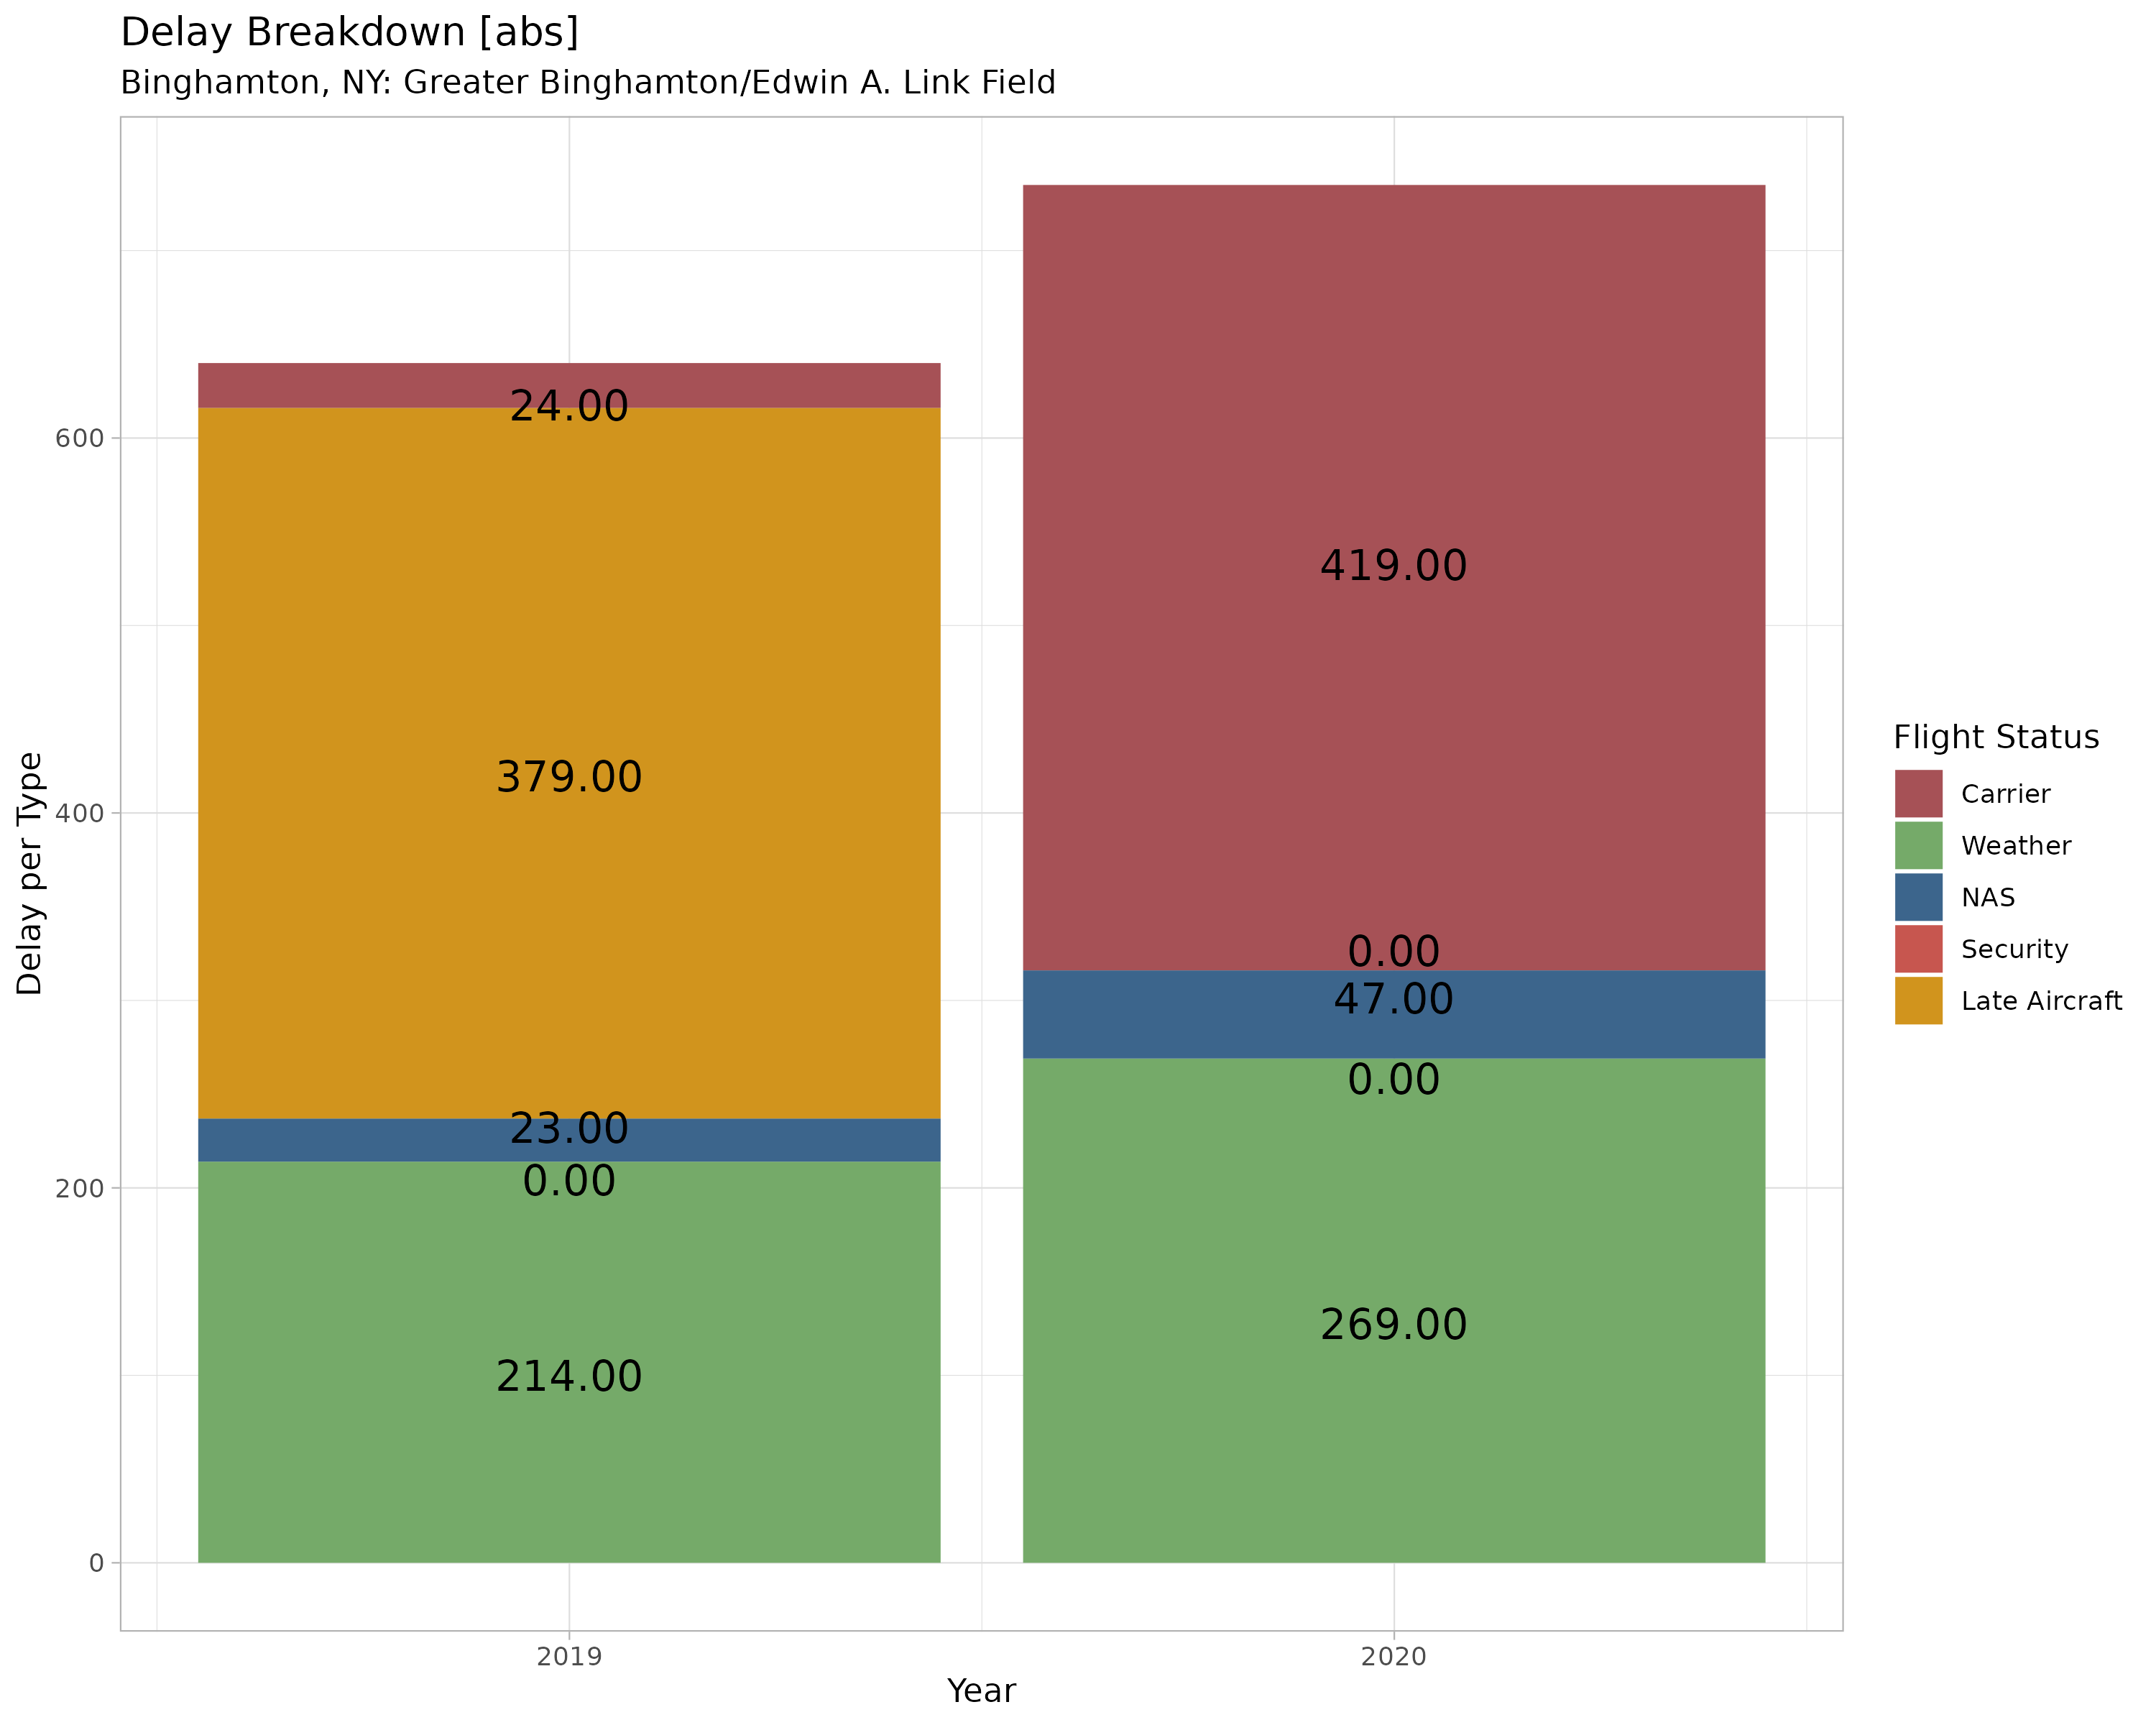 Delay Breakdown [abs]
Binghamton, NY: Greater Binghamton/Edwin A. Link Field
Delay per Type
600
400
200
0
24.00
379.00
23.00
0.00
214.00
419.00
0.00
47.00
0.00
269.00
2019
2020
Year
Flight Status
Carrier
Weather
NAS
Security
Late Aircraft